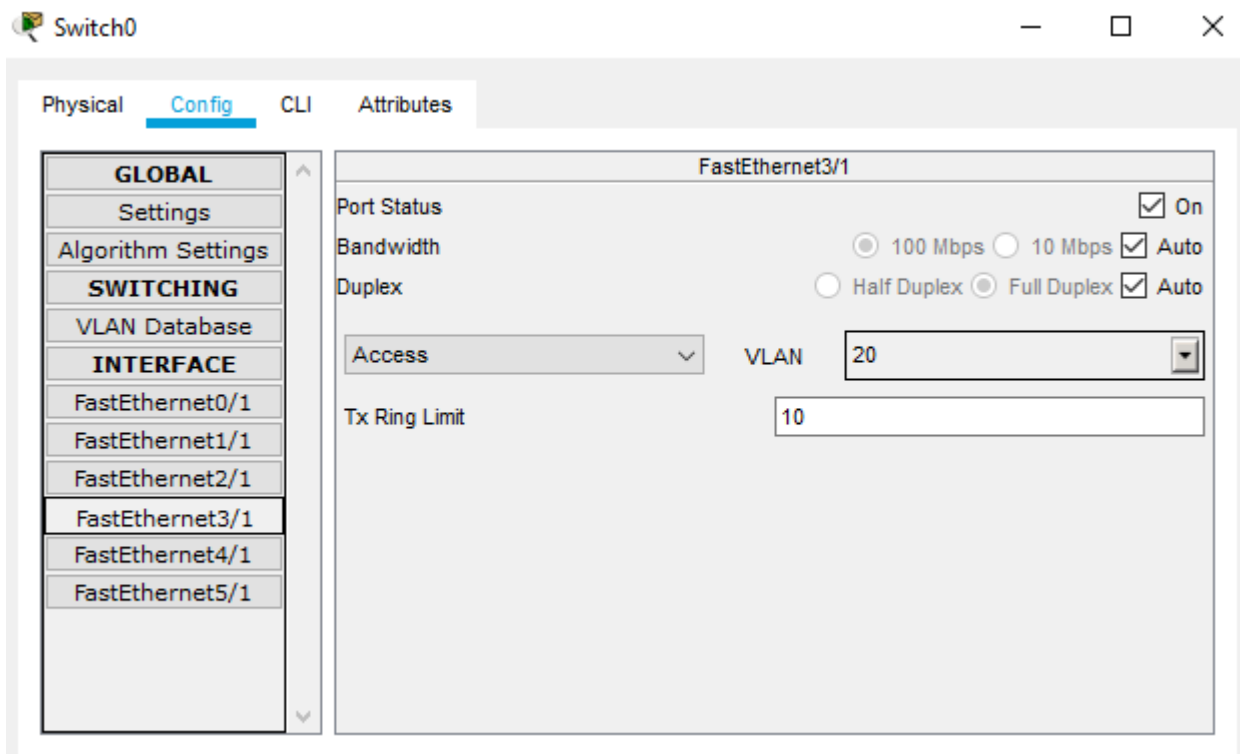 Switch0
Physical Config CLI Attributes
GLOBAL
Settings
Algorithm Settings
SWITCHING
VLAN Database
INTERFACE
FastEthernet0/1
FastEthernet1/1
FastEthernet2/1
FastEthernet3/1
FastEthernet4/1
FastEthernet5/1
FastEthernet3/1
Port Status On
Bandwidth 100 Mbps 10 Mbps Auto
Duplex Half Duplex Full Duplex Auto
Access VLAN 20
Tx Ring Limit 10